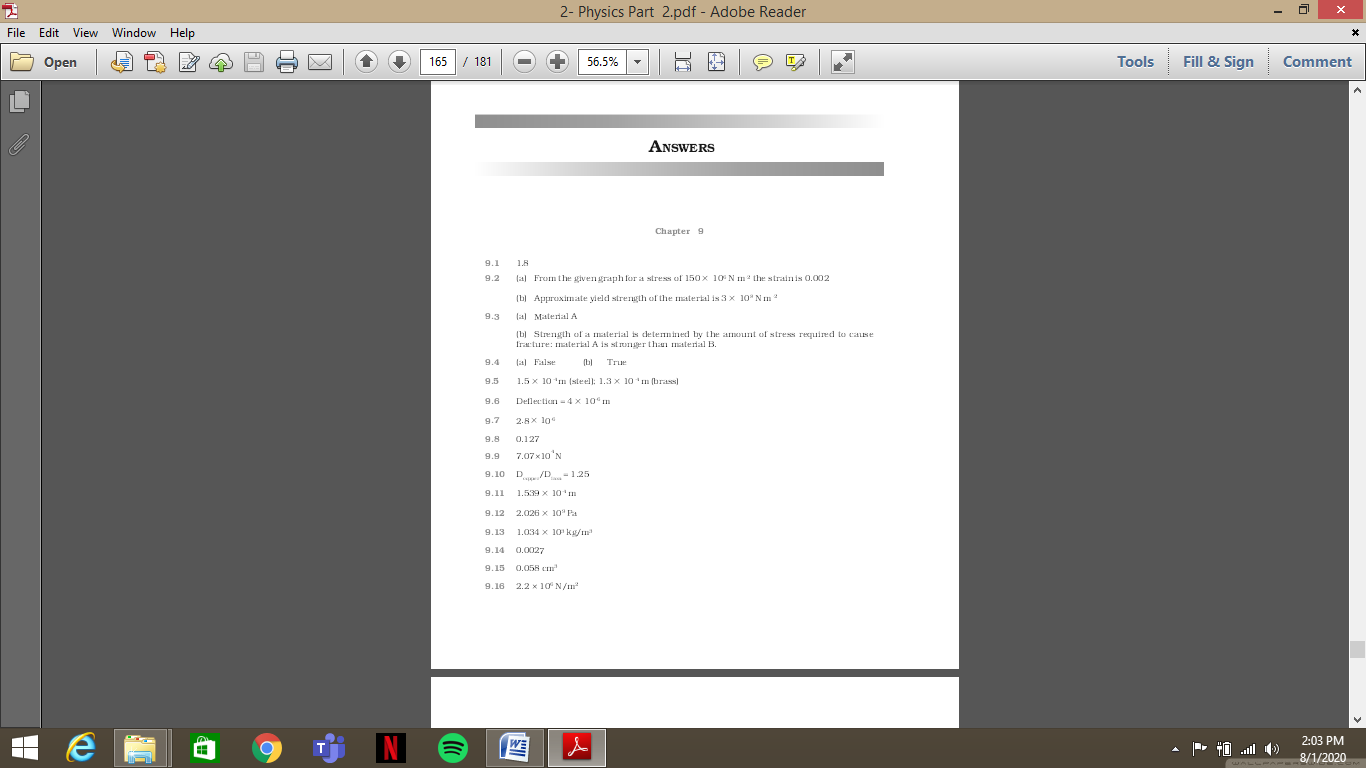 2- Physics Part 2.pdf - Adobe Reader
File Edit View Window Help
Open 165 / 181 56.5% Tools Fill & Sign Comment
ANSWERS
Chapter 9
9.1 1.8
9.2 (a) From the given graph for a stress of 150 × 10⁶ N m⁻² the strain is 0.002
(b) Approximate yield strength of the material is 3 × 10⁸ N m⁻²
9.3 (a) Material A
(b) Strength of a material is determined by the amount of stress required to cause
fracture: material A is stronger than material B.
9.4 (a) False (b) True
9.5 1.5 × 10⁻⁴ m (steel); 1.3 × 10⁻⁴ m (brass)
9.6 Deflection = 4 × 10⁻⁶ m
9.7 2.8 × 10⁻⁶
9.8 0.127
9.9 7.07×10⁴ N
9.10 D copper/D iron = 1.25
9.11 1.539 × 10⁻⁴ m
9.12 2.026 × 10⁹ Pa
9.13 1.034 × 10³ kg/m³
9.14 0.0027
9.15 0.058 cm³
9.16 2.2 × 10⁶ N/m²
2:03 PM
8/1/2020